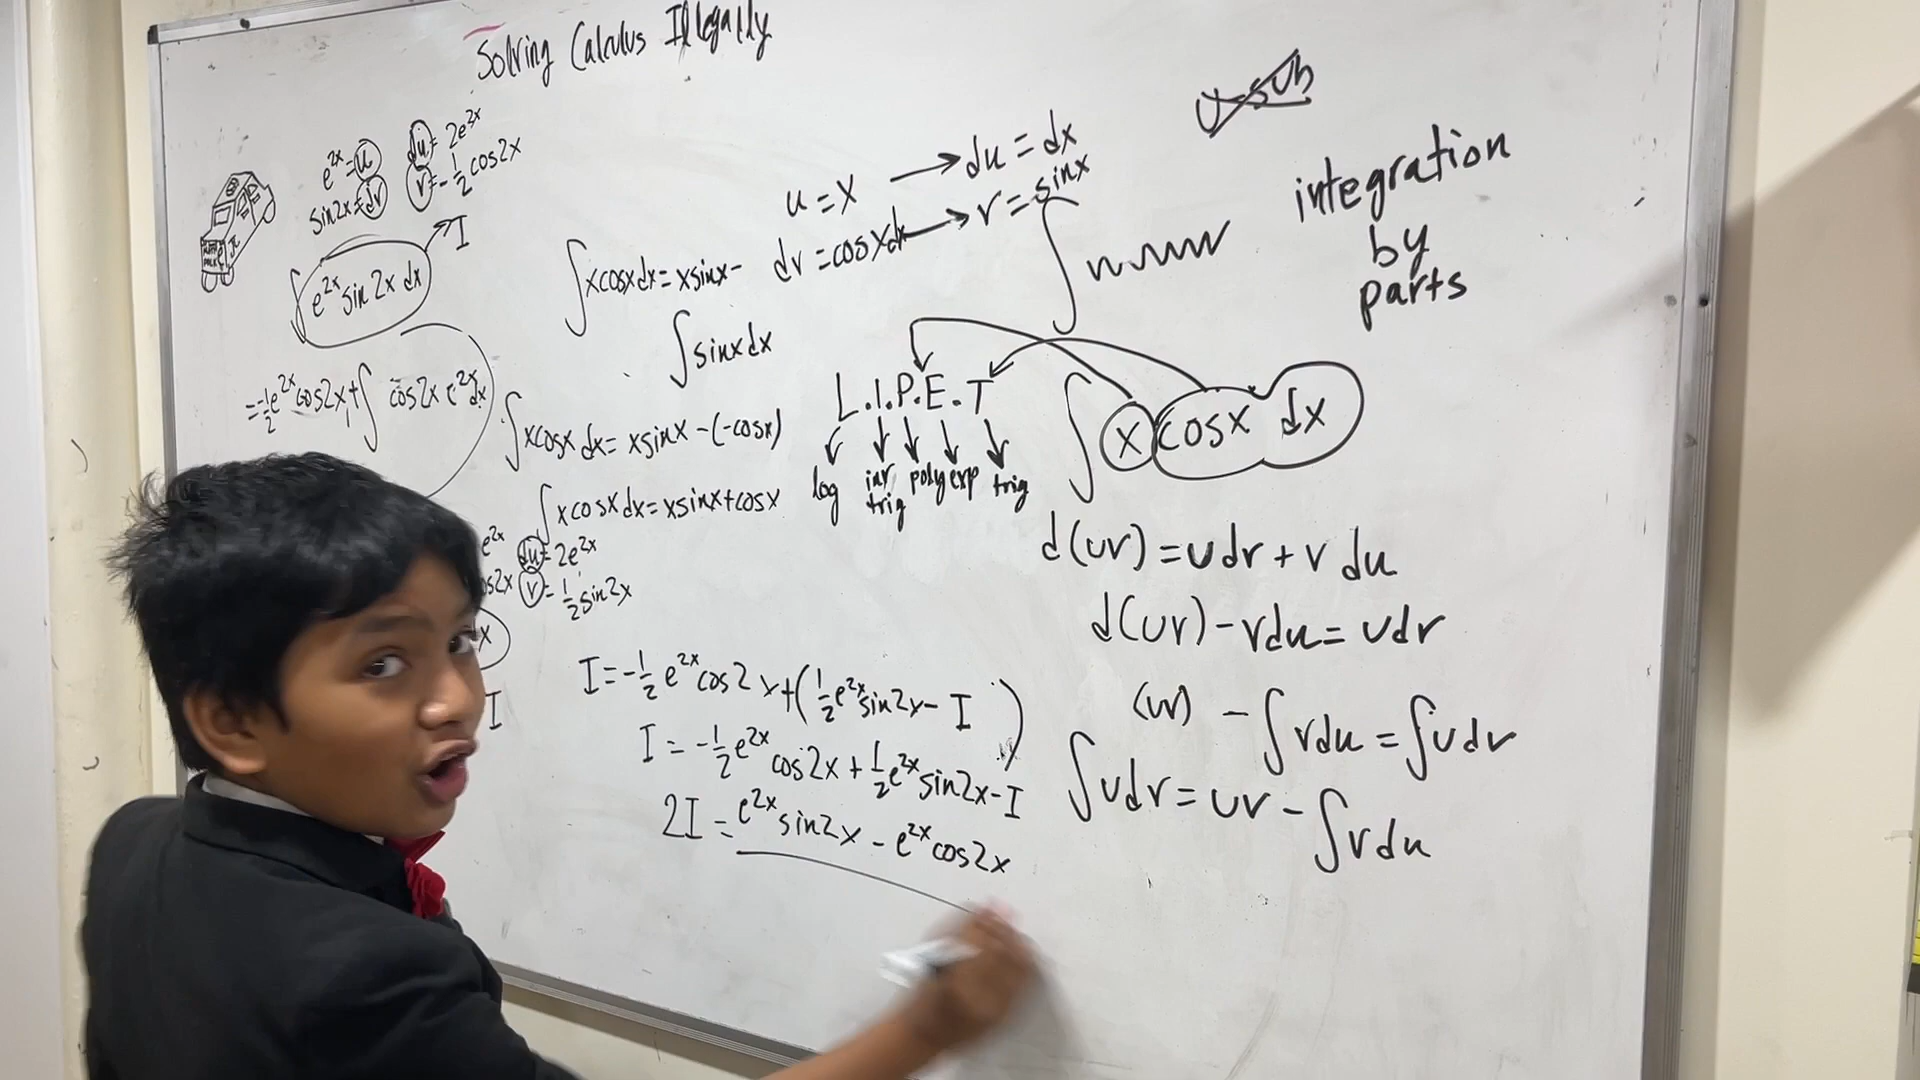 Solving Calculus Illegally
e^2x = u du = 2e^2x
sin2x = dv v = -1/2 cos2x
∫ e^2x sin 2x dx → I
= -1/2 e^2x cos2x + ∫ cos2x e^2x dx
e^2x du = 2e^2x
os2x v = 1/2 sin2x
x
I
∫ x cosx dx = x sinx -
∫ sinx dx
∫ x cosx dx = x sinx - (-cosx)
∫ x cosx dx = x sinx + cosx
I = -1/2 e^2x cos2x + (1/2 e^2x sin2x - I)
I = -1/2 e^2x cos2x + 1/2 e^2x sin2x - I
2I = e^2x sin2x - e^2x cos2x
u = x → du = dx
dv = cosx dx → v = sinx
L.I.P.E.T
log inv trig poly exp trig
u-sub
integration
by
parts
∫
∫ x cosx dx
d(uv) = udv + v du
d(uv) - vdu = udv
(uv) - ∫vdu = ∫udv
∫udv = uv - ∫vdu